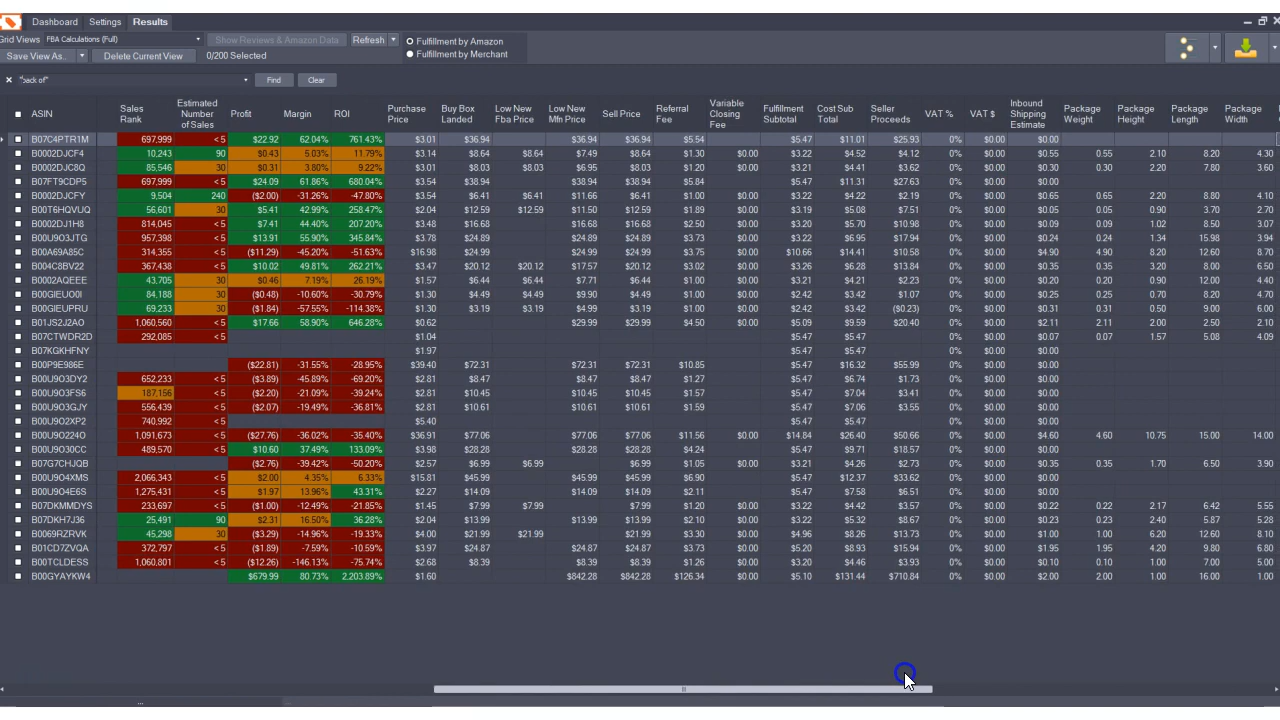 Dashboard Settings Results
Grid Views FBA Calculations (Full) Show Reviews & Amazon Data Refresh Fulfillment by Amazon
Fulfillment by Merchant
Save View As.. Delete Current View 0/200 Selected
"pack of" Find Clear
ASIN Sales Rank Estimated Number of Sales Profit Margin ROI Purchase Price Buy Box Landed Low New Fba Price Low New Mfn Price Sell Price Referral Fee Variable Closing Fee Fulfillment Subtotal Cost Sub Total Seller Proceeds VAT % VAT $ Inbound Shipping Estimate Package Weight Package Height Package Length Package Width
B07C4PTR1M 697,999 < 5 $22.92 62.04% 761.43% $3.01 $36.94 $36.94 $36.94 $5.54 $5.47 $11.01 $25.93 0% $0.00 $0.00
B0002DJCF4 10,243 90 $0.43 5.03% 11.79% $3.14 $8.64 $8.64 $7.49 $8.64 $1.30 $0.00 $3.22 $4.52 $4.12 0% $0.00 $0.55 0.55 2.10 8.20 4.30
B0002DJC8Q 85,546 30 $0.31 3.80% 9.22% $3.01 $8.03 $8.03 $6.95 $8.03 $1.20 $0.00 $3.21 $4.41 $3.62 0% $0.00 $0.30 0.30 2.20 7.80 3.60
B07FT9CDP5 697,999 < 5 $24.09 61.86% 680.04% $3.54 $38.94 $38.94 $38.94 $5.84 $5.47 $11.31 $27.63 0% $0.00 $0.00
B0002DJCFY 9,504 240 ($2.00) -31.26% -47.80% $3.54 $6.41 $6.41 $11.66 $6.41 $1.00 $0.00 $3.22 $4.22 $2.19 0% $0.00 $0.65 0.65 2.20 8.80 4.10
B00T6HQVUQ 56,601 30 $5.41 42.99% 258.47% $2.04 $12.59 $12.59 $11.50 $12.59 $1.89 $0.00 $3.19 $5.08 $7.51 0% $0.00 $0.05 0.05 0.90 3.70 2.70
B0002DJ1H8 814,045 < 5 $7.41 44.40% 207.20% $3.48 $16.68 $16.68 $16.68 $2.50 $0.00 $3.20 $5.70 $10.98 0% $0.00 $0.09 0.09 1.02 8.50 3.07
B00U9O3JTG 957,398 < 5 $13.91 55.90% 345.84% $3.78 $24.89 $24.89 $24.89 $3.73 $0.00 $3.22 $6.95 $17.94 0% $0.00 $0.24 0.24 1.34 15.98 3.94
B00A69A85C 314,355 < 5 ($11.29) -45.20% -51.63% $16.98 $24.99 $24.99 $24.99 $3.75 $0.00 $10.66 $14.41 $10.58 0% $0.00 $4.90 4.90 8.20 12.60 8.70
B004C8BV22 367,438 < 5 $10.02 49.81% 262.21% $3.47 $20.12 $20.12 $17.57 $20.12 $3.02 $0.00 $3.26 $6.28 $13.84 0% $0.00 $0.35 0.35 3.20 8.00 6.50
B0002AQEEE 43,705 30 $0.46 7.19% 26.19% $1.57 $6.44 $6.44 $7.71 $6.44 $1.00 $0.00 $3.21 $4.21 $2.23 0% $0.00 $0.20 0.20 0.90 12.00 4.40
B00GIEUO0I 84,188 30 ($0.48) -10.60% -30.79% $1.30 $4.49 $4.49 $9.90 $4.49 $1.00 $0.00 $2.42 $3.42 $1.07 0% $0.00 $0.25 0.25 0.70 8.20 4.70
B00GIEUPRU 69,233 30 ($1.84) -57.55% -114.38% $1.30 $3.19 $3.19 $4.99 $3.19 $1.00 $0.00 $2.42 $3.42 ($0.23) 0% $0.00 $0.31 0.31 0.50 9.00 6.00
B01JS2J2AO 1,060,560 < 5 $17.66 58.90% 646.28% $0.62 $29.99 $29.99 $4.50 $0.00 $5.09 $9.59 $20.40 0% $0.00 $2.11 2.11 2.00 2.50 2.10
B07CTWDR2D 292,085 < 5 $1.04 $5.47 $5.47 0% $0.00 $0.07 0.07 1.57 5.08 4.09
B07KGKHFNY $1.97 $5.47 $5.47 0% $0.00 $0.00
B00P9E986E ($22.81) -31.55% -28.95% $39.40 $72.31 $72.31 $72.31 $10.85 $5.47 $16.32 $55.99 0% $0.00 $0.00
B00U9O3DY2 652,233 < 5 ($3.89) -45.89% -69.20% $2.81 $8.47 $8.47 $8.47 $1.27 $5.47 $6.74 $1.73 0% $0.00 $0.00
B00U9O3FS6 187,156 < 5 ($2.20) -21.09% -39.24% $2.81 $10.45 $10.45 $10.45 $1.57 $5.47 $7.04 $3.41 0% $0.00 $0.00
B00U9O3GJY 556,439 < 5 ($2.07) -19.49% -36.81% $2.81 $10.61 $10.61 $10.61 $1.59 $5.47 $7.06 $3.55 0% $0.00 $0.00
B00U9O2XP2 740,992 < 5 $5.40 $5.47 $5.47 0% $0.00 $0.00
B00U9O224O 1,091,673 < 5 ($27.76) -36.02% -35.40% $36.91 $77.06 $77.06 $77.06 $11.56 $0.00 $14.84 $26.40 $50.66 0% $0.00 $4.60 4.60 10.75 15.00 14.00
B00U9O30CC 489,570 < 5 $10.60 37.49% 133.09% $3.98 $28.28 $28.28 $28.28 $4.24 $5.47 $9.71 $18.57 0% $0.00 $0.00
B07G7CHJQB ($2.76) -39.42% -50.20% $2.57 $6.99 $6.99 $6.99 $1.05 $0.00 $3.21 $4.26 $2.73 0% $0.00 $0.35 0.35 1.70 6.50 3.90
B00U9O4XMS 2,066,343 < 5 $2.00 4.35% 6.33% $15.81 $45.99 $45.99 $45.99 $6.90 $5.47 $12.37 $33.62 0% $0.00 $0.00
B00U9O4E6S 1,275,431 < 5 $1.97 13.96% 43.31% $2.27 $14.09 $14.09 $14.09 $2.11 $5.47 $7.58 $6.51 0% $0.00 $0.00
B07DKMMDYS 233,697 < 5 ($1.00) -12.49% -21.85% $1.45 $7.99 $7.99 $7.99 $1.20 $0.00 $3.22 $4.42 $3.57 0% $0.00 $0.22 0.22 2.17 6.42 5.55
B07DKH7J36 25,491 90 $2.31 16.50% 36.28% $2.04 $13.99 $13.99 $13.99 $2.10 $0.00 $3.22 $5.32 $8.67 0% $0.00 $0.23 0.23 2.40 5.87 5.28
B069RZRVK 45,298 30 ($3.29) -14.96% -19.33% $4.00 $21.99 $21.99 $21.99 $3.30 $0.00 $4.96 $8.26 $13.73 0% $0.00 $1.00 1.00 6.20 12.60 8.10
B01CD7ZVQA 372,797 < 5 ($1.89) -7.59% -10.59% $3.97 $24.87 $24.87 $24.87 $3.73 $0.00 $5.20 $8.93 $15.94 0% $0.00 $1.95 1.95 4.20 9.80 6.80
B00TCLDESS 1,060,801 < 5 ($12.26) -146.13% -75.74% $2.68 $8.39 $8.39 $8.39 $1.26 $0.00 $3.20 $4.46 $3.93 0% $0.00 $0.10 0.10 1.00 7.00 5.00
B00GYAYKW4 $679.99 80.73% 2,203.89% $1.60 $842.28 $842.28 $126.34 $0.00 $5.10 $131.44 $710.84 0% $0.00 $2.00 2.00 1.00 16.00 1.00